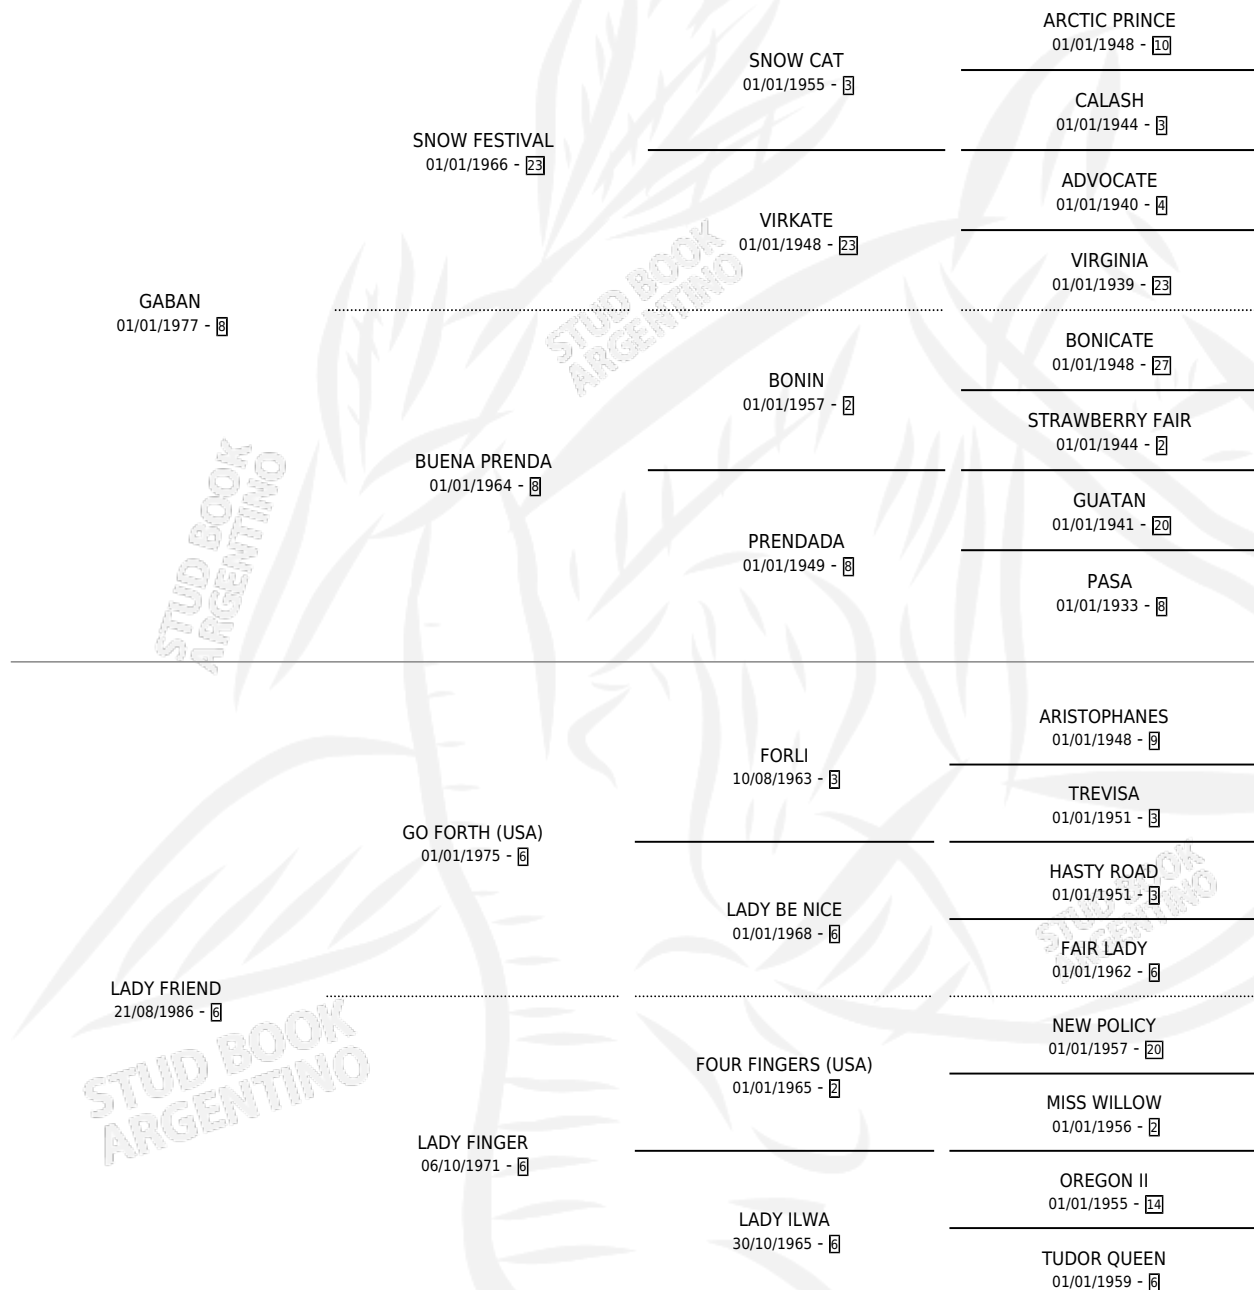 ARCTIC PRINCE
01/01/1948 - 10
SNOW CAT
01/01/1955 - 3
CALASH
01/01/1944 - 3
SNOW FESTIVAL
01/01/1966 - 23
ADVOCATE
01/01/1940 - 4
VIRKATE
01/01/1948 - 23
VIRGINIA
01/01/1939 - 23
GABAN
01/01/1977 - 8
STUD BOOK
ARGENTINO
BONICATE
01/01/1948 - 27
BONIN
01/01/1957 - 2
STRAWBERRY FAIR
01/01/1944 - 2
BUENA PRENDA
01/01/1964 - 8
GUATAN
01/01/1941 - 20
PRENDADA
01/01/1949 - 8
PASA
01/01/1933 - 8
STUD BOOK
ARGENTINO
ARISTOPHANES
01/01/1948 - 9
FORLI
10/08/1963 - 3
TREVISA
01/01/1951 - 3
GO FORTH (USA)
01/01/1975 - 6
HASTY ROAD
01/01/1951 - 3
LADY BE NICE
01/01/1968 - 6
STUD BOOK
ARGENTINO
FAIR LADY
01/01/1962 - 6
LADY FRIEND
21/08/1986 - 6
NEW POLICY
01/01/1957 - 20
FOUR FINGERS (USA)
01/01/1965 - 2
STUD BOOK
ARGENTINO
MISS WILLOW
01/01/1956 - 2
LADY FINGER
06/10/1971 - 6
OREGON II
01/01/1955 - 14
LADY ILWA
30/10/1965 - 6
TUDOR QUEEN
01/01/1959 - 6